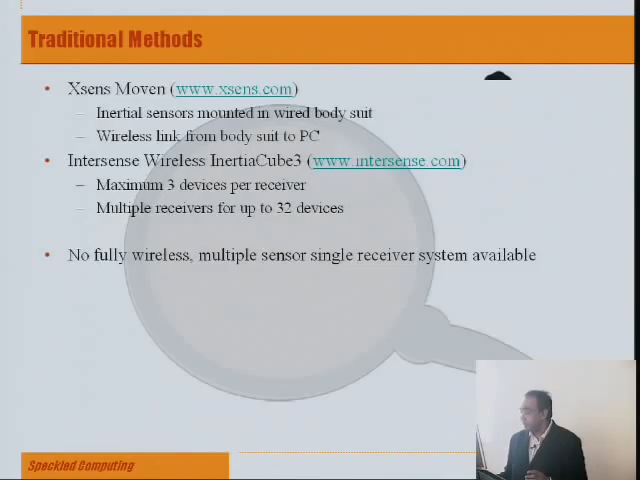 Traditional Methods
• Xsens Moven (www.xsens.com)
– Inertial sensors mounted in wired body suit
– Wireless link from body suit to PC
• Intersense Wireless InertiaCube3 (www.intersense.com)
– Maximum 3 devices per receiver
– Multiple receivers for up to 32 devices
• No fully wireless, multiple sensor single receiver system available
Speckled Computing